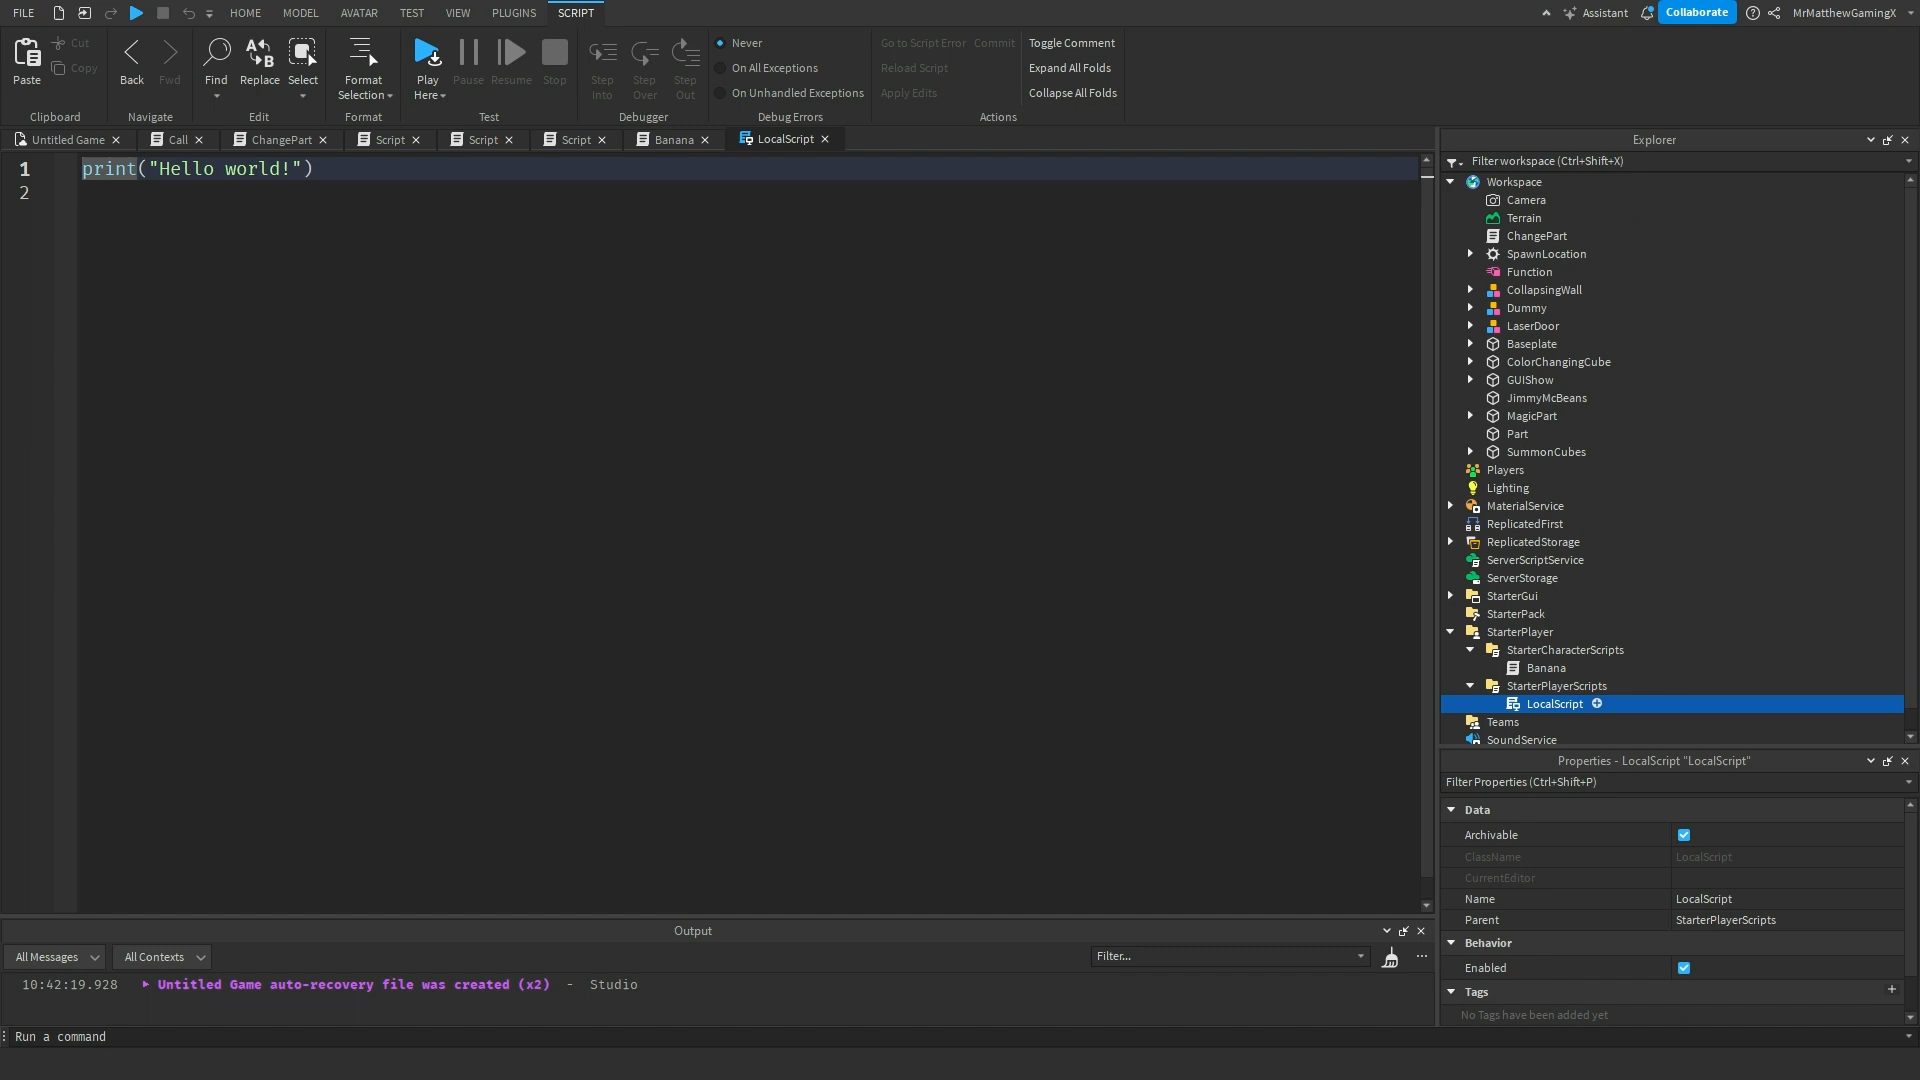 FILE HOME MODEL AVATAR TEST VIEW PLUGINS SCRIPT Assistant Collaborate MrMatthewGamingX
Paste Cut Copy
Clipboard
Back Fwd
Navigate
Find Replace Select
Edit
Format Selection
Format
Play Here Pause Resume Stop
Test
Step Into Step Over Step Out
Debugger
Never
On All Exceptions
On Unhandled Exceptions
Debug Errors
Go to Script Error Commit Toggle Comment
Reload Script Expand All Folds
Apply Edits Collapse All Folds
Actions
Untitled Game Call ChangePart Script Script Script Banana LocalScript
1 print("Hello world!")
2
Explorer
Filter workspace (Ctrl+Shift+X)
Workspace
Camera
Terrain
ChangePart
SpawnLocation
Function
CollapsingWall
Dummy
LaserDoor
Baseplate
ColorChangingCube
GUIShow
JimmyMcBeans
MagicPart
Part
SummonCubes
Players
Lighting
MaterialService
ReplicatedFirst
ReplicatedStorage
ServerScriptService
ServerStorage
StarterGui
StarterPack
StarterPlayer
StarterCharacterScripts
Banana
StarterPlayerScripts
LocalScript
Teams
SoundService
Properties - LocalScript "LocalScript"
Filter Properties (Ctrl+Shift+P)
Data
Archivable
ClassName LocalScript
CurrentEditor
Name LocalScript
Parent StarterPlayerScripts
Behavior
Enabled
Tags
No Tags have been added yet
Output
All Messages All Contexts Filter...
10:42:19.928 Untitled Game auto-recovery file was created (x2) - Studio
Run a command